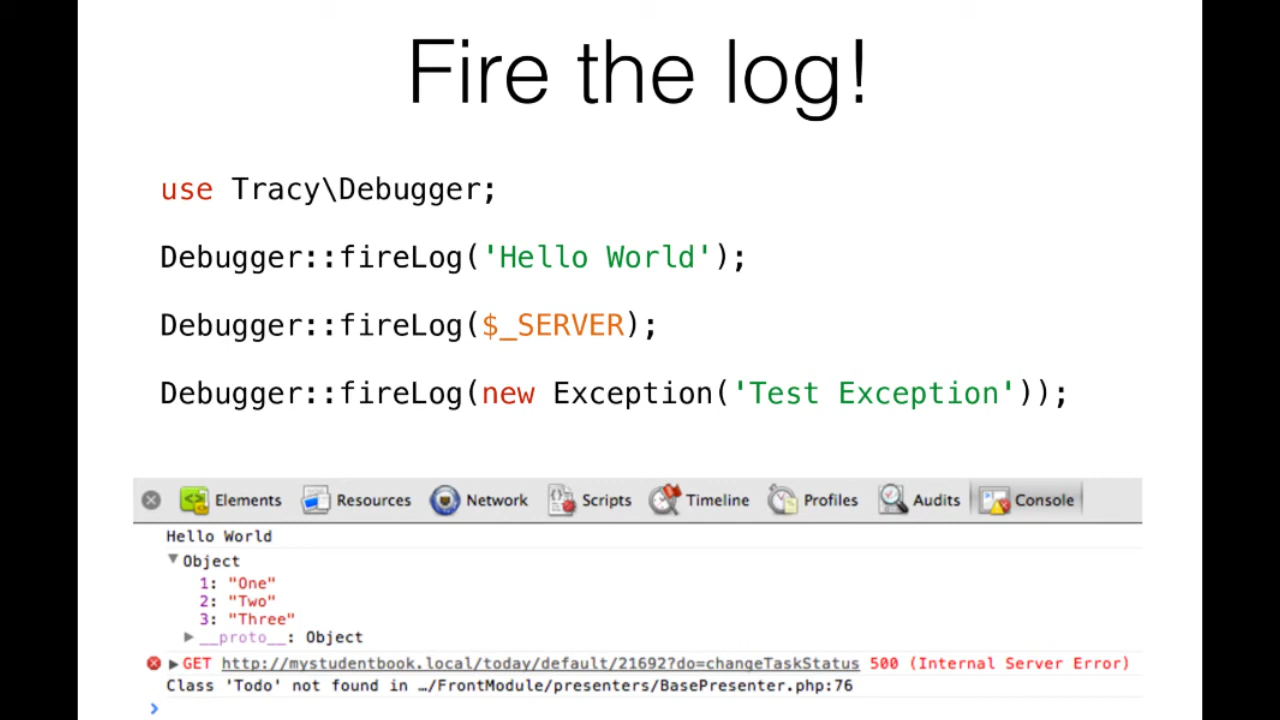 Fire the log!
use Tracy\Debugger;
Debugger::fireLog('Hello World');
Debugger::fireLog($_SERVER);
Debugger::fireLog(new Exception('Test Exception'));
Elements Resources Network Scripts Timeline Profiles Audits Console
Hello World
Object
1: "One"
2: "Two"
3: "Three"
__proto__: Object
GET http://mystudentbook.local/today/default/21692?do=changeTaskStatus 500 (Internal Server Error)
Class 'Todo' not found in …/FrontModule/presenters/BasePresenter.php:76